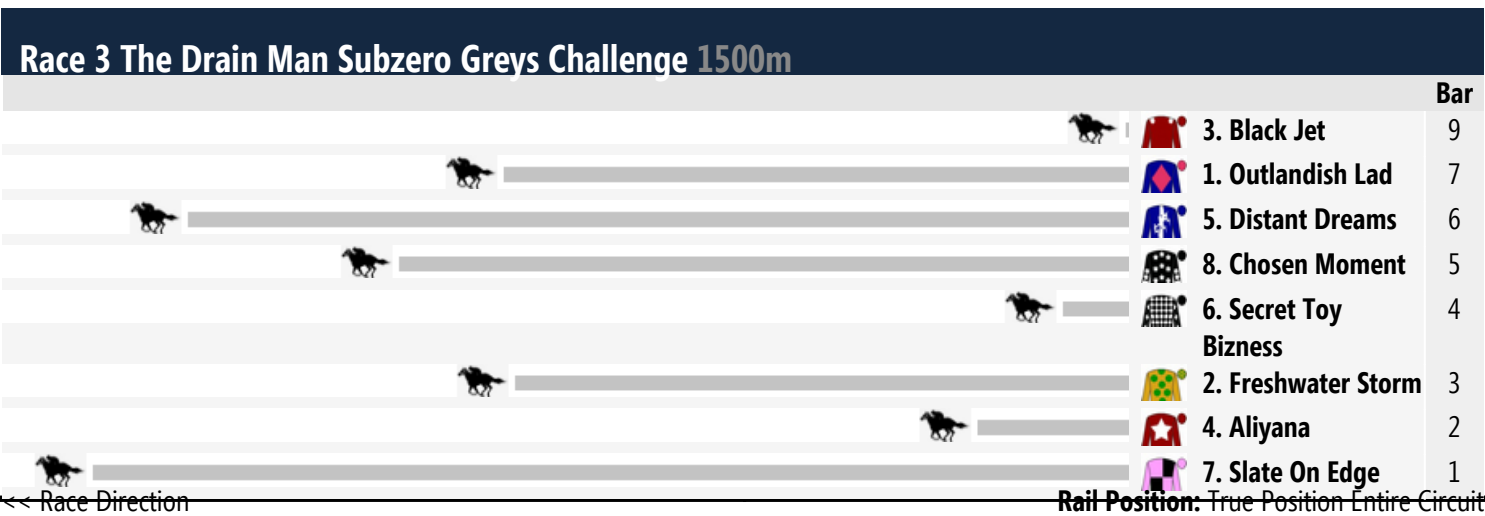 Race 3 The Drain Man Subzero Greys Challenge 1500m
Bar
3. Black Jet 9
1. Outlandish Lad 7
5. Distant Dreams 6
8. Chosen Moment 5
6. Secret Toy 4
Bizness
2. Freshwater Storm 3
4. Aliyana 2
7. Slate On Edge 1
<< Race Direction Rail Position: True Position Entire Circuit